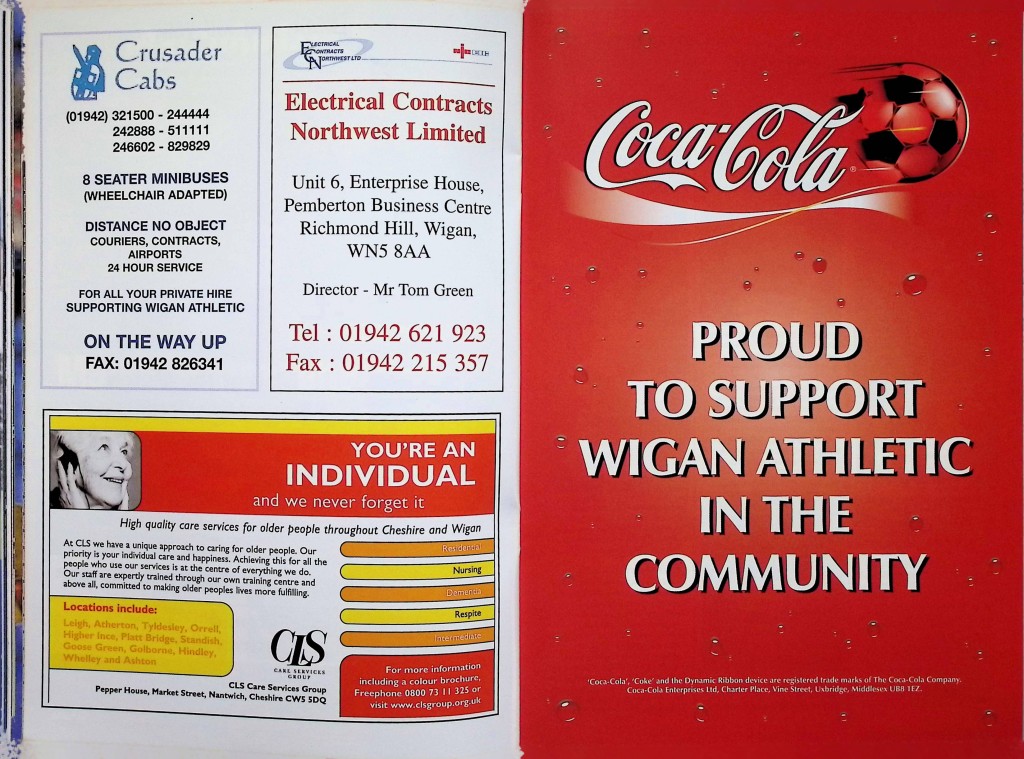 Crusader
Cabs
(01942) 321500 - 244444
242888 - 511111
246602 - 829829
8 SEATER MINIBUSES
(WHEELCHAIR ADAPTED)
DISTANCE NO OBJECT
COURIERS, CONTRACTS,
AIRPORTS
24 HOUR SERVICE
FOR ALL YOUR PRIVATE HIRE
SUPPORTING WIGAN ATHLETIC
ON THE WAY UP
FAX: 01942 826341
ELECTRICAL
CONTRACTS
NORTHWEST LTD
Electrical Contracts
Northwest Limited
Unit 6, Enterprise House,
Pemberton Business Centre
Richmond Hill, Wigan,
WN5 8AA
Director - Mr Tom Green
Tel : 01942 621 923
Fax : 01942 215 357
YOU'RE AN
INDIVIDUAL
and we never forget it
High quality care services for older people throughout Cheshire and Wigan
At CLS we have a unique approach to caring for older people. Our
priority is your individual care and happiness. Achieving this for all the
people who use our services is at the centre of everything we do.
Our staff are expertly trained through our own training centre and
above all, committed to making older peoples lives more fulfilling.
Residential
Nursing
Dementia
Respite
Intermediate
Locations include:
Leigh, Atherton, Tyldesley, Orrell,
Higher Ince, Platt Bridge, Standish,
Goose Green, Golborne, Hindley,
Whelley and Ashton
CLS
CARE SERVICES
GROUP
CLS Care Services Group
Pepper House, Market Street, Nantwich, Cheshire CW5 5DQ
For more information
including a colour brochure,
Freephone 0800 73 11 325 or
visit www.clsgroup.org.uk
Coca-Cola
®
PROUD
TO SUPPORT
WIGAN ATHLETIC
IN THE
COMMUNITY
'Coca-Cola', 'Coke' and the Dynamic Ribbon device are registered trade marks of The Coca-Cola Company.
Coca-Cola Enterprises Ltd, Charter Place, Vine Street, Uxbridge, Middlesex UB8 1EZ.